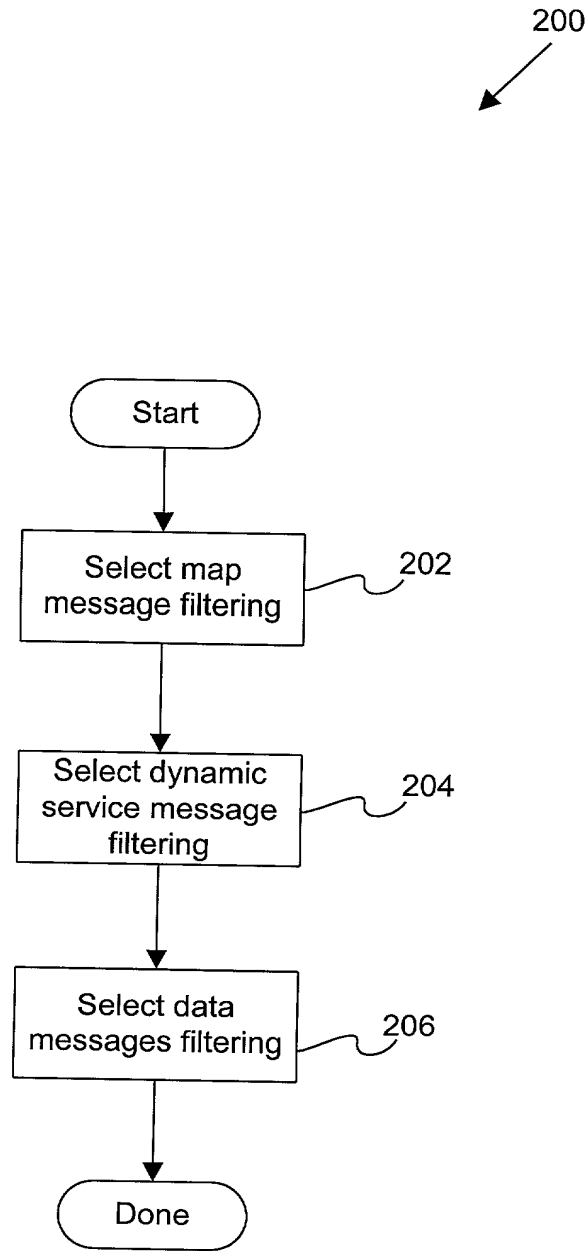 200
Start
Select map
message filtering
202
Select dynamic
service message
filtering
204
Select data
messages filtering
206
Done